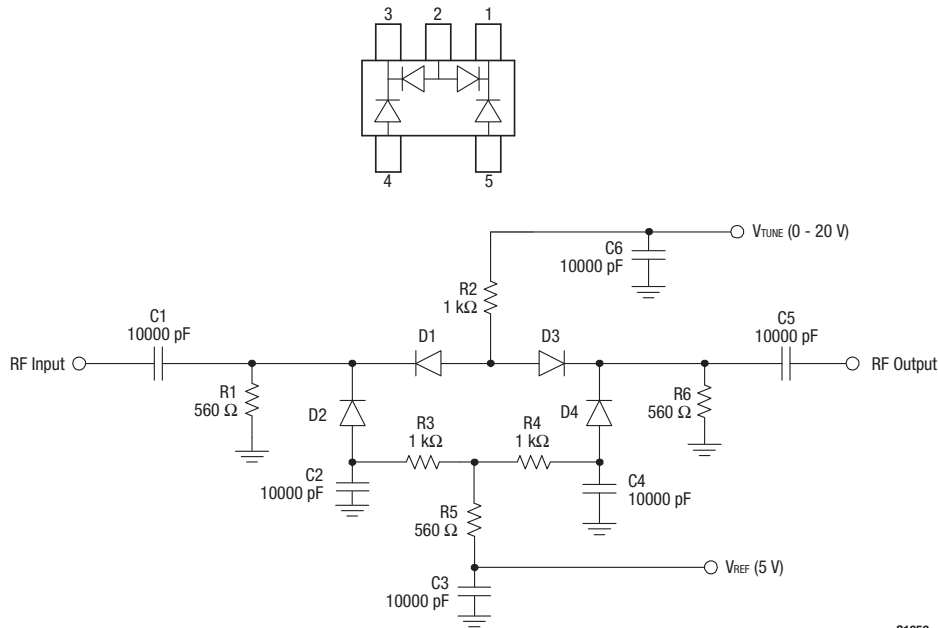 3 2 1
4 5
VTUNE (0 - 20 V)
C6
10000 pF
R2
1 kΩ
C1
10000 pF
D1
D3
C5
10000 pF
RF Input
RF Output
R1
560 Ω
D2
R3
1 kΩ
R4
1 kΩ
D4
R6
560 Ω
C2
10000 pF
C4
10000 pF
R5
560 Ω
VREF (5 V)
C3
10000 pF